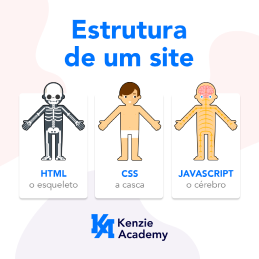 Estrutura
de um site
HTML
o esqueleto
CSS
a casca
JAVASCRIPT
o cérebro
Kenzie
Academy